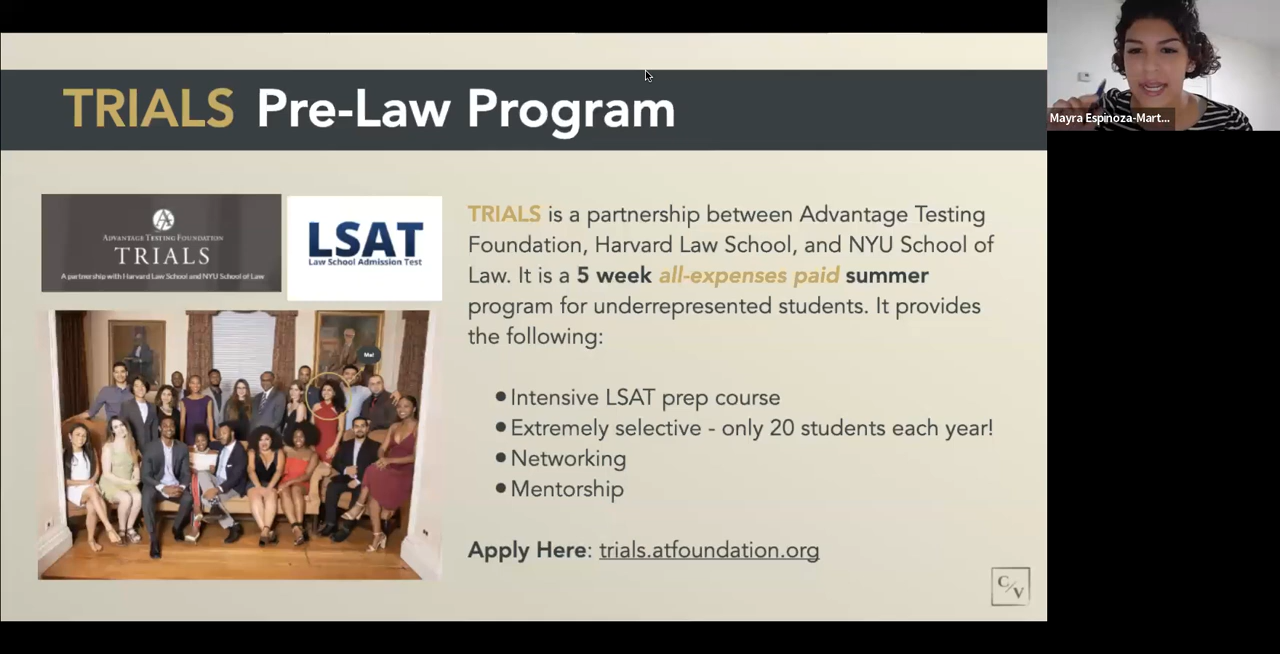 TRIALS Pre-Law Program
ADVANTAGE TESTING FOUNDATION
TRIALS
A partnership with Harvard Law School and NYU School of Law
LSAT
Law School Admission Test
Me!
TRIALS is a partnership between Advantage Testing
Foundation, Harvard Law School, and NYU School of
Law. It is a 5 week all-expenses paid summer
program for underrepresented students. It provides
the following:
● Intensive LSAT prep course
● Extremely selective - only 20 students each year!
● Networking
● Mentorship
Apply Here: trials.atfoundation.org
C/V
Mayra Espinoza-Mart...